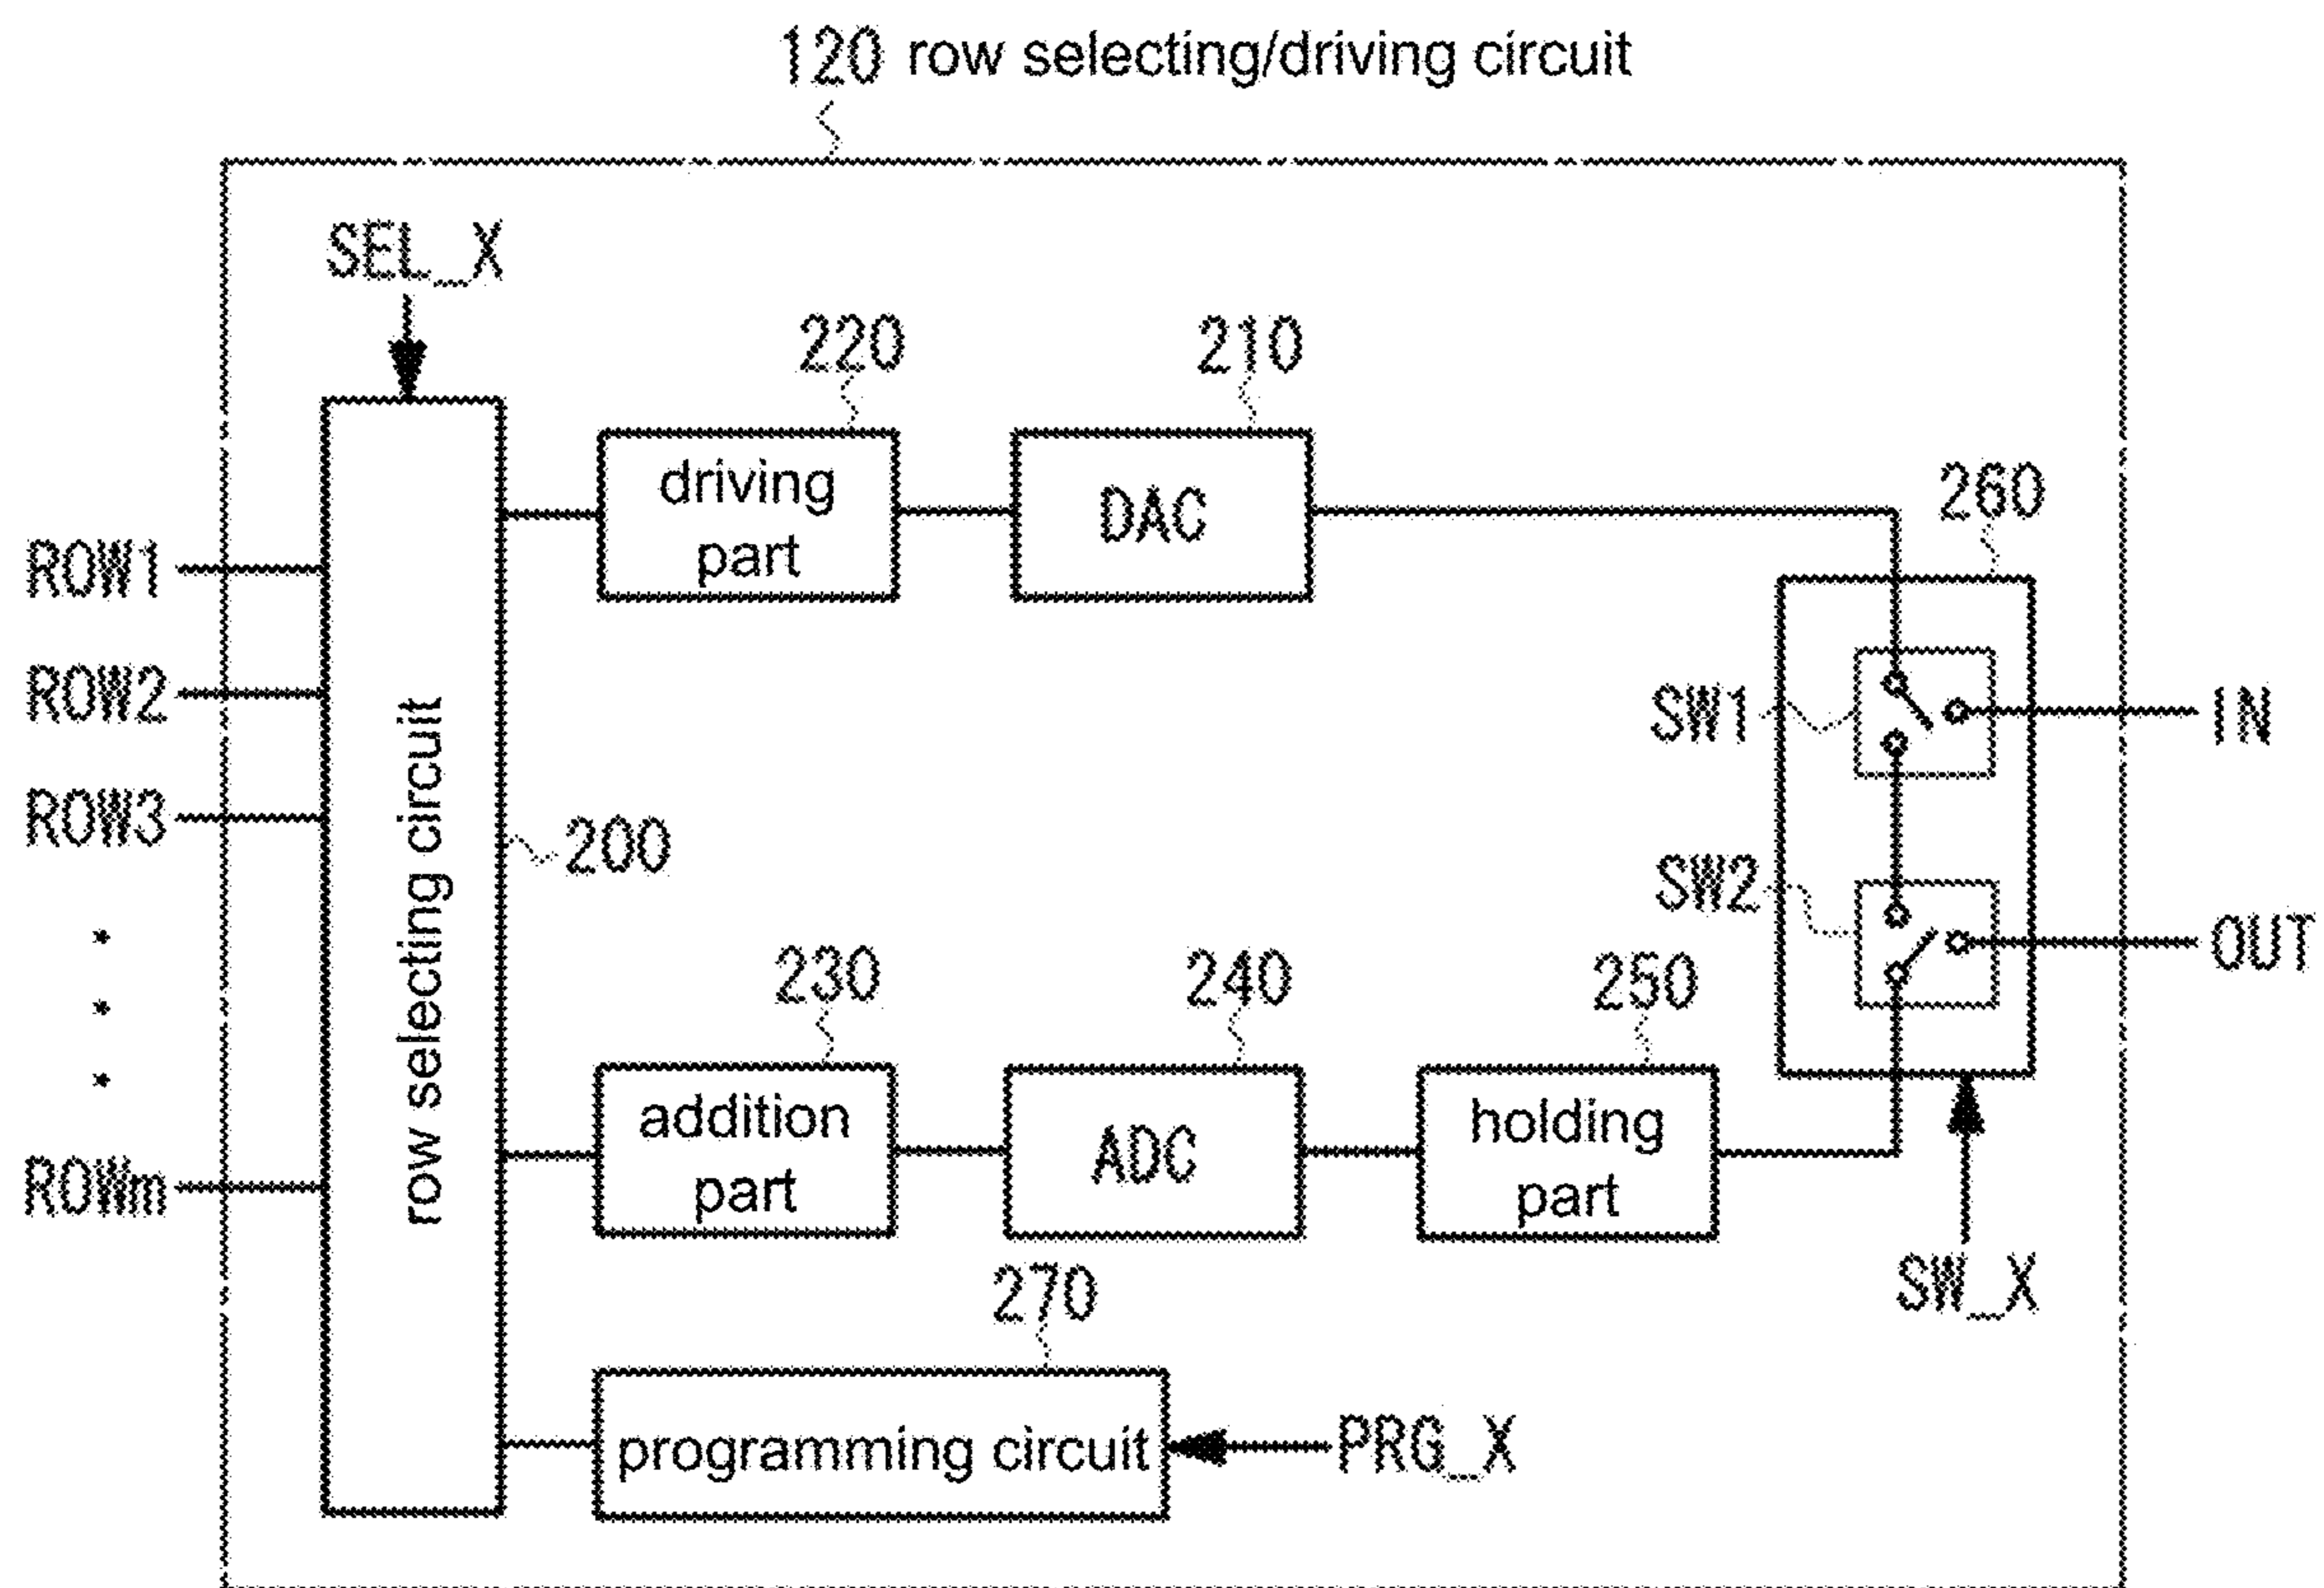 120 row selecting/driving circuit
SEL_X
220
210
driving
part
DAC
260
ROW1
ROW2
ROW3
*
*
*
ROWm
row selecting circuit
200
SW1
IN
SW2
OUT
230
240
250
addition
part
ADC
holding
part
SW_X
270
programming circuit
PRG_X